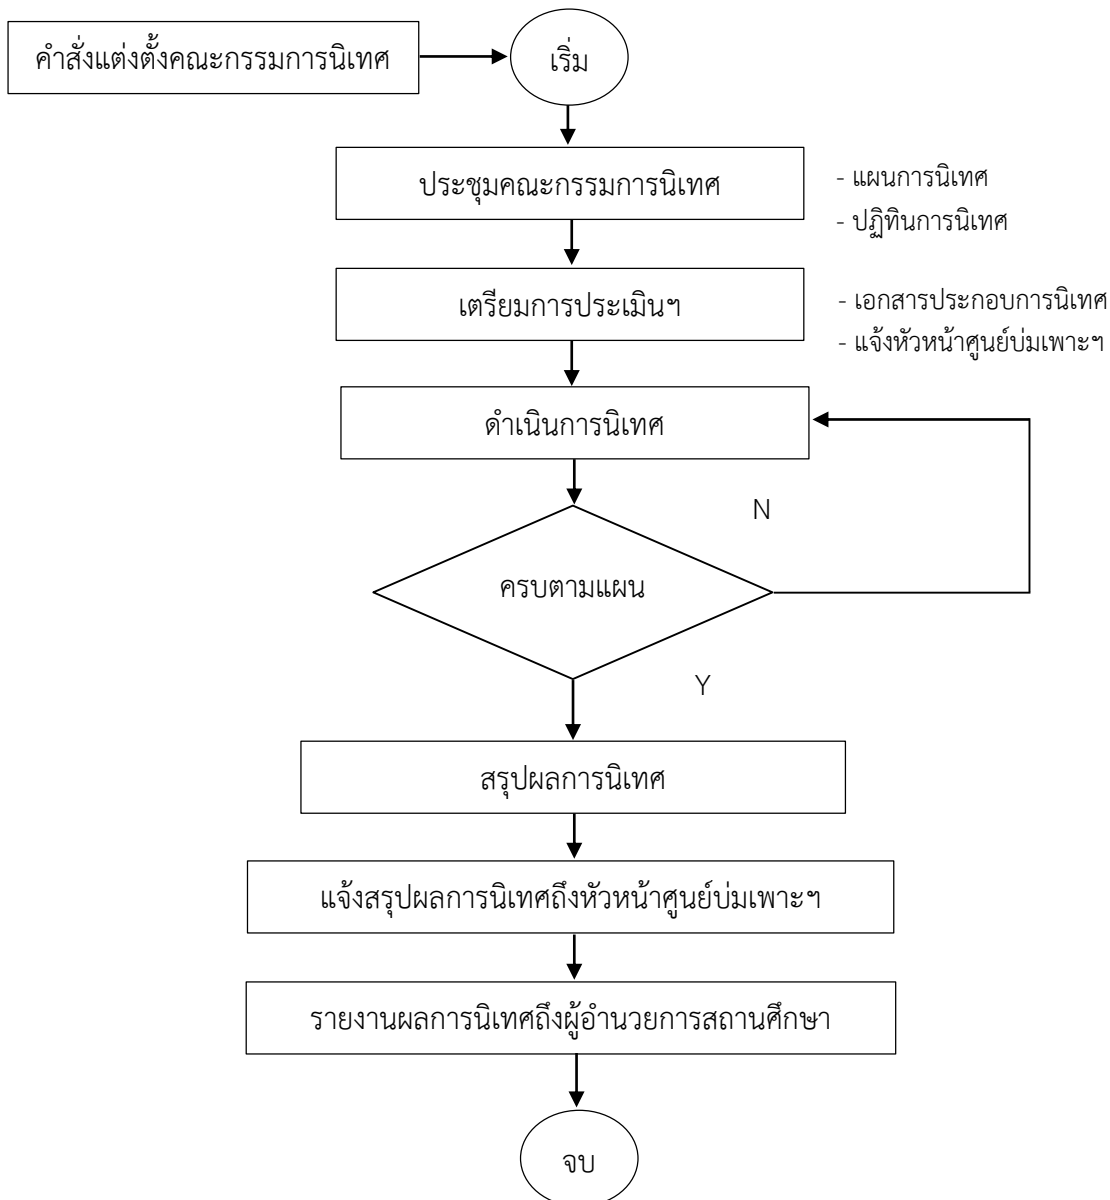 คำสั่งแต่งตั้งคณะกรรมการนิเทศ
เริ่ม
ประชุมคณะกรรมการนิเทศ
- แผนการนิเทศ
- ปฏิทินการนิเทศ
เตรียมการประเมินฯ
- เอกสารประกอบการนิเทศ
- แจ้งหัวหน้าศูนย์บ่มเพาะฯ
ดำเนินการนิเทศ
N
ครบตามแผน
Y
สรุปผลการนิเทศ
แจ้งสรุปผลการนิเทศถึงหัวหน้าศูนย์บ่มเพาะฯ
รายงานผลการนิเทศถึงผู้อำนวยการสถานศึกษา
จบ